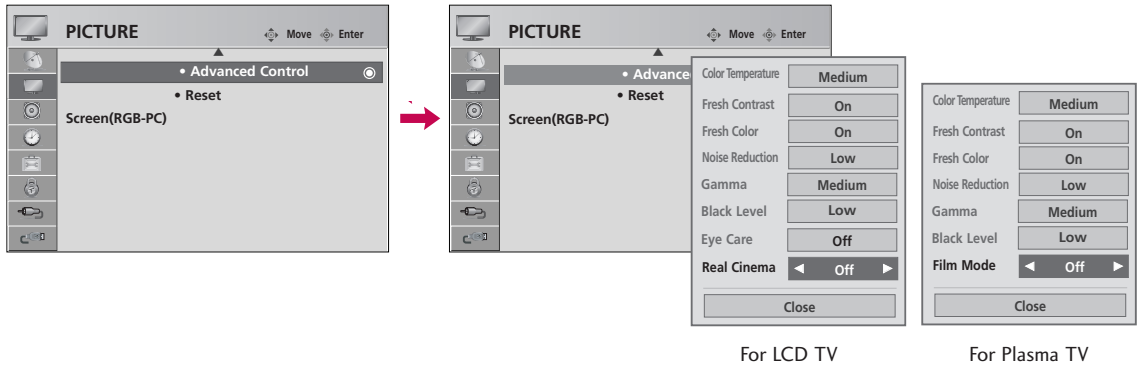 PICTURE
Move Enter
• Advanced Control
• Reset
Screen(RGB-PC)
PICTURE
Move Enter
• Advance
• Reset
Screen(RGB-PC)
Color Temperature Medium
Fresh Contrast On
Fresh Color On
Noise Reduction Low
Gamma Medium
Black Level Low
Eye Care Off
Real Cinema ◀ Off ▶
Close
For LCD TV
Color Temperature Medium
Fresh Contrast On
Fresh Color On
Noise Reduction Low
Gamma Medium
Black Level Low
Film Mode ◀ Off ▶
Close
For Plasma TV